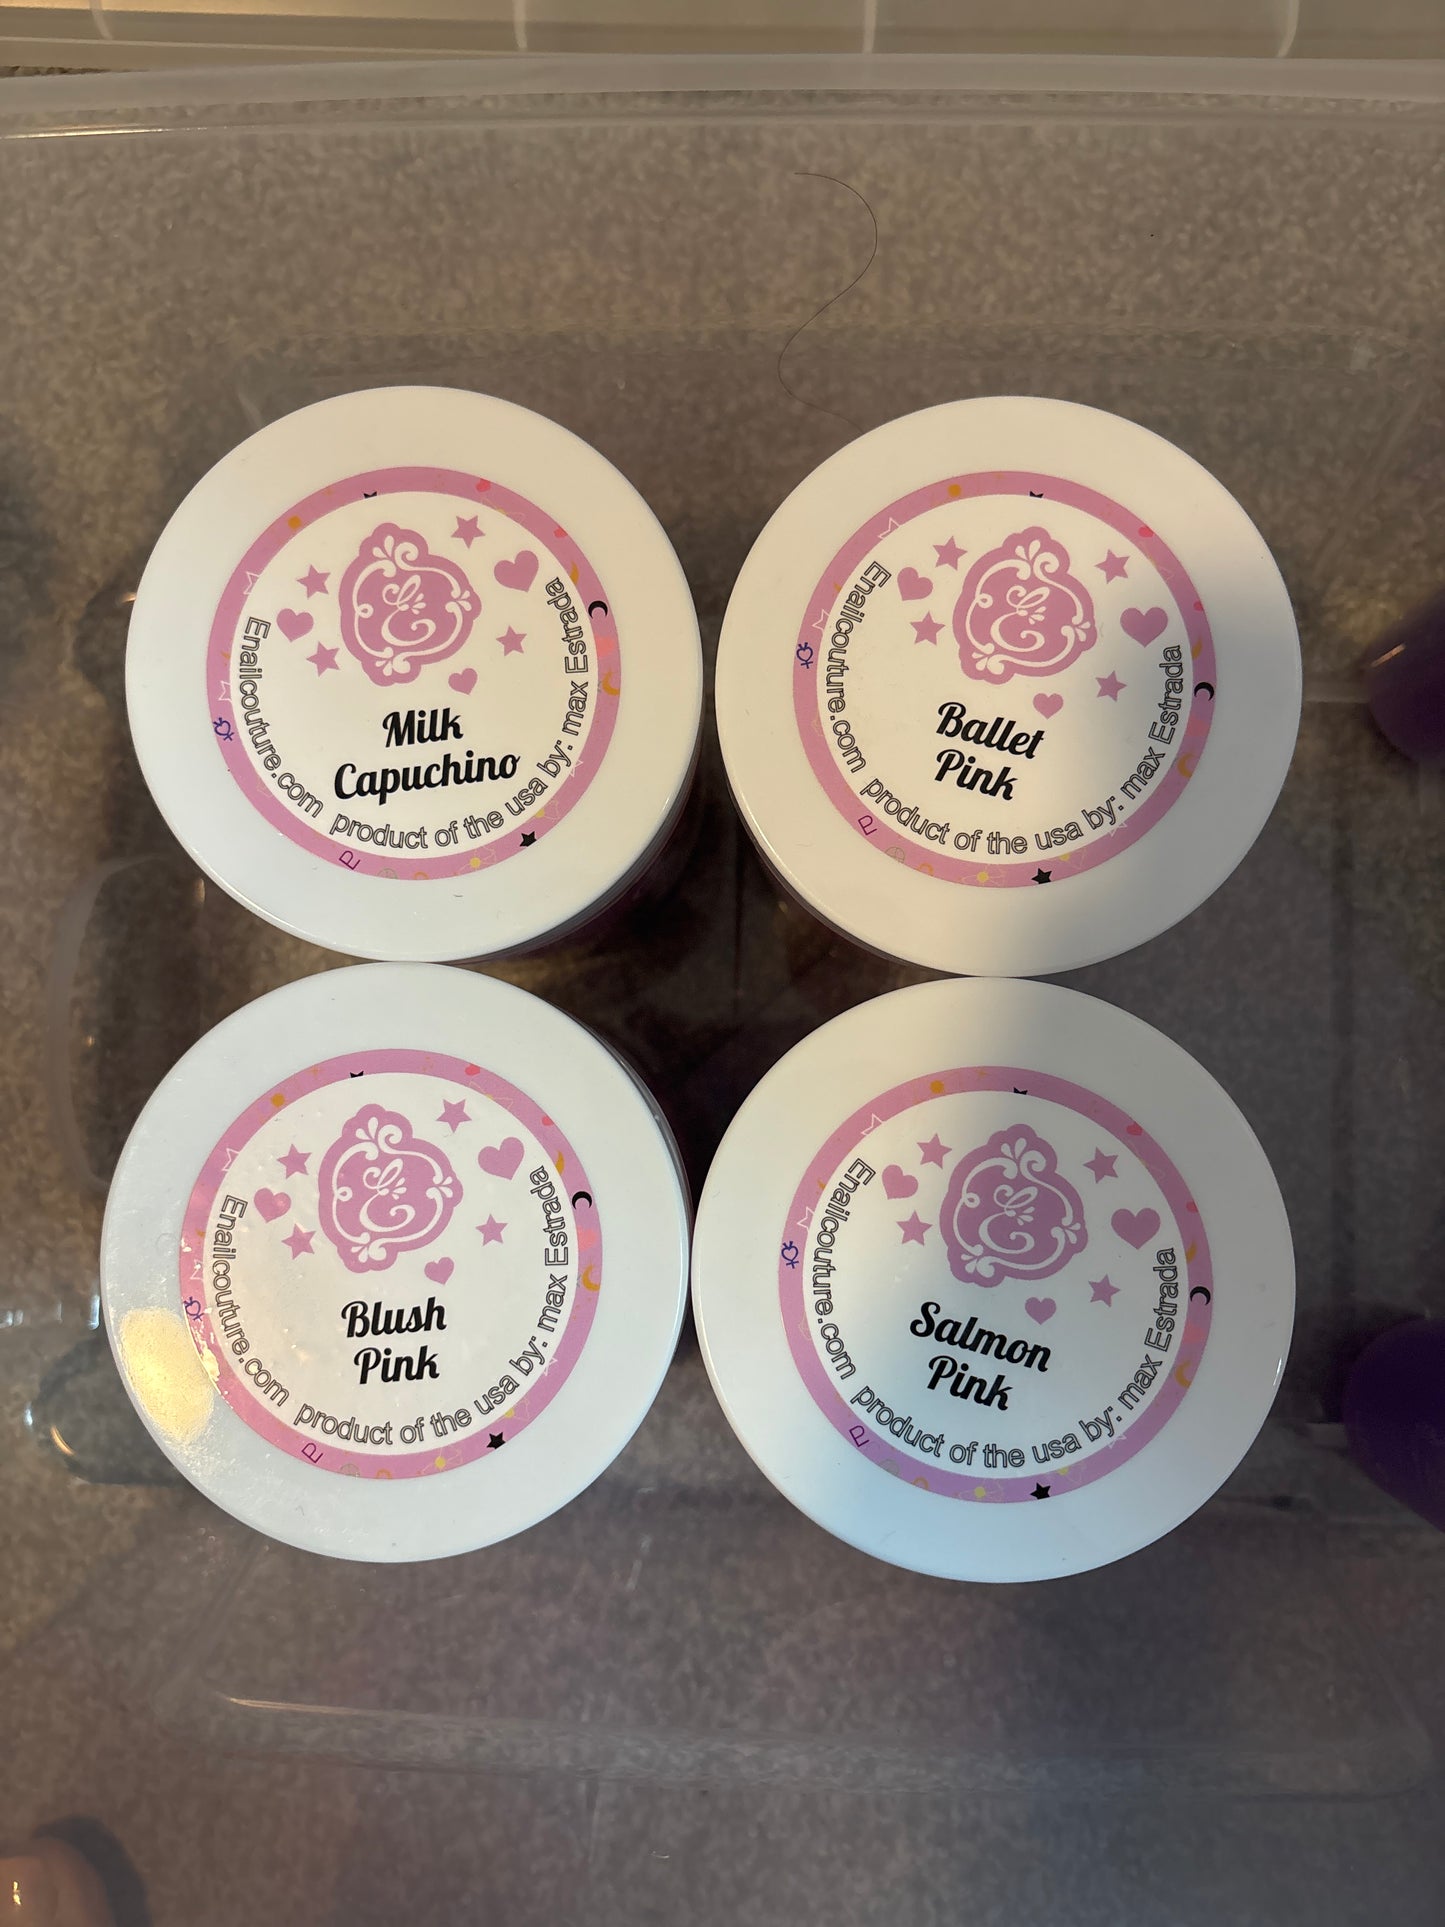 Milk
Capuchino
Enailcouture.com product of the usa by: max Estrada
Ballet
Pink
Enailcouture.com product of the usa by: max Estrada
Blush
Pink
Enailcouture.com product of the usa by: max Estrada
Salmon
Pink
Enailcouture.com product of the usa by: max Estrada